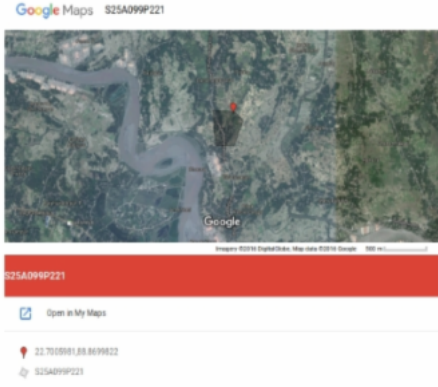 Google Maps S25A099P221
Google
Imagery ©2016 DigitalGlobe, Map data ©2016 Google 500 m
S25A099P221
Open in My Maps
22.7005981,88.8699822
S25A099P221